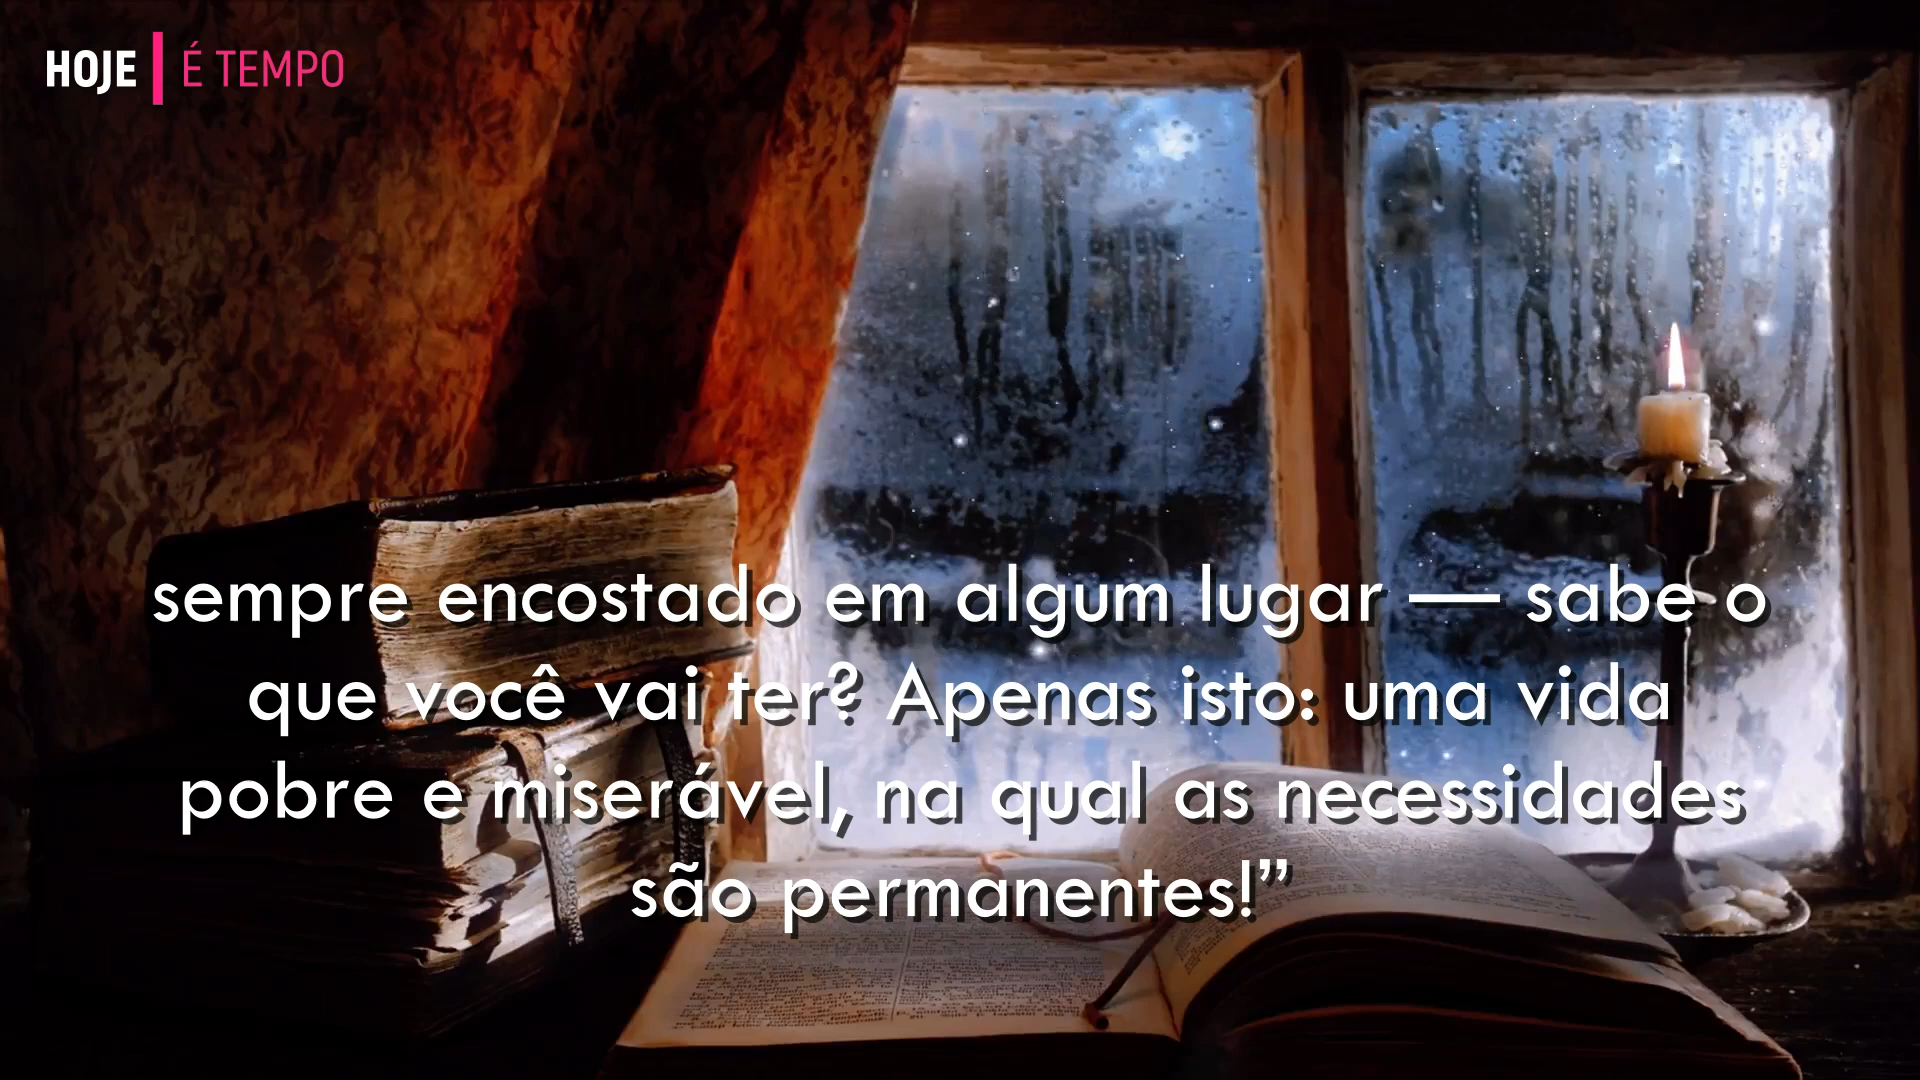 HOJE | É TEMPO
sempre encostado em algum lugar — sabe o
que você vai ter? Apenas isto: uma vida
pobre e miserável, na qual as necessidades
são permanentes!”